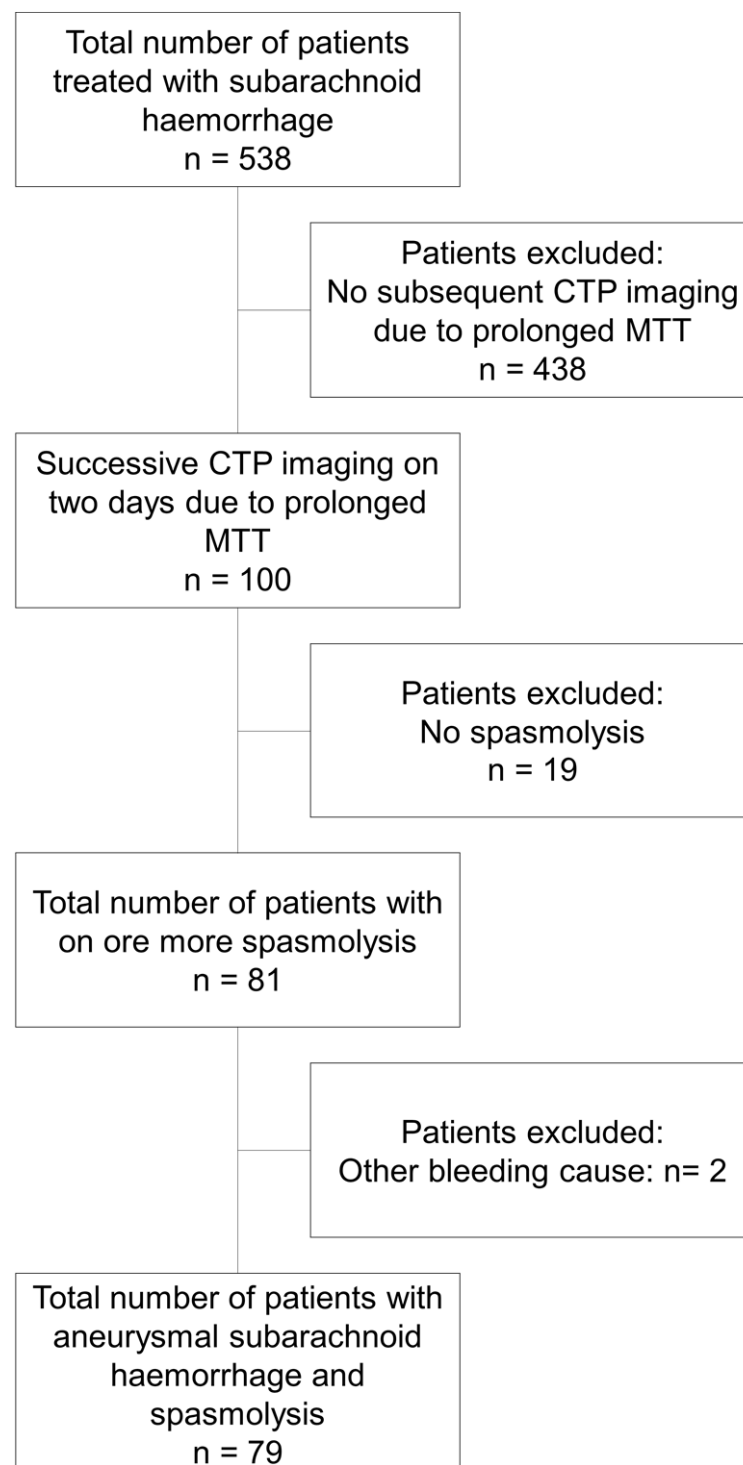 Total number of patients
treated with subarachnoid
haemorrhage
n = 538
Patients excluded:
No subsequent CTP imaging
due to prolonged MTT
n = 438
Successive CTP imaging on
two days due to prolonged
MTT
n = 100
Patients excluded:
No spasmolysis
n = 19
Total number of patients with
on ore more spasmolysis
n = 81
Patients excluded:
Other bleeding cause: n= 2
Total number of patients with
aneurysmal subarachnoid
haemorrhage and
spasmolysis
n = 79